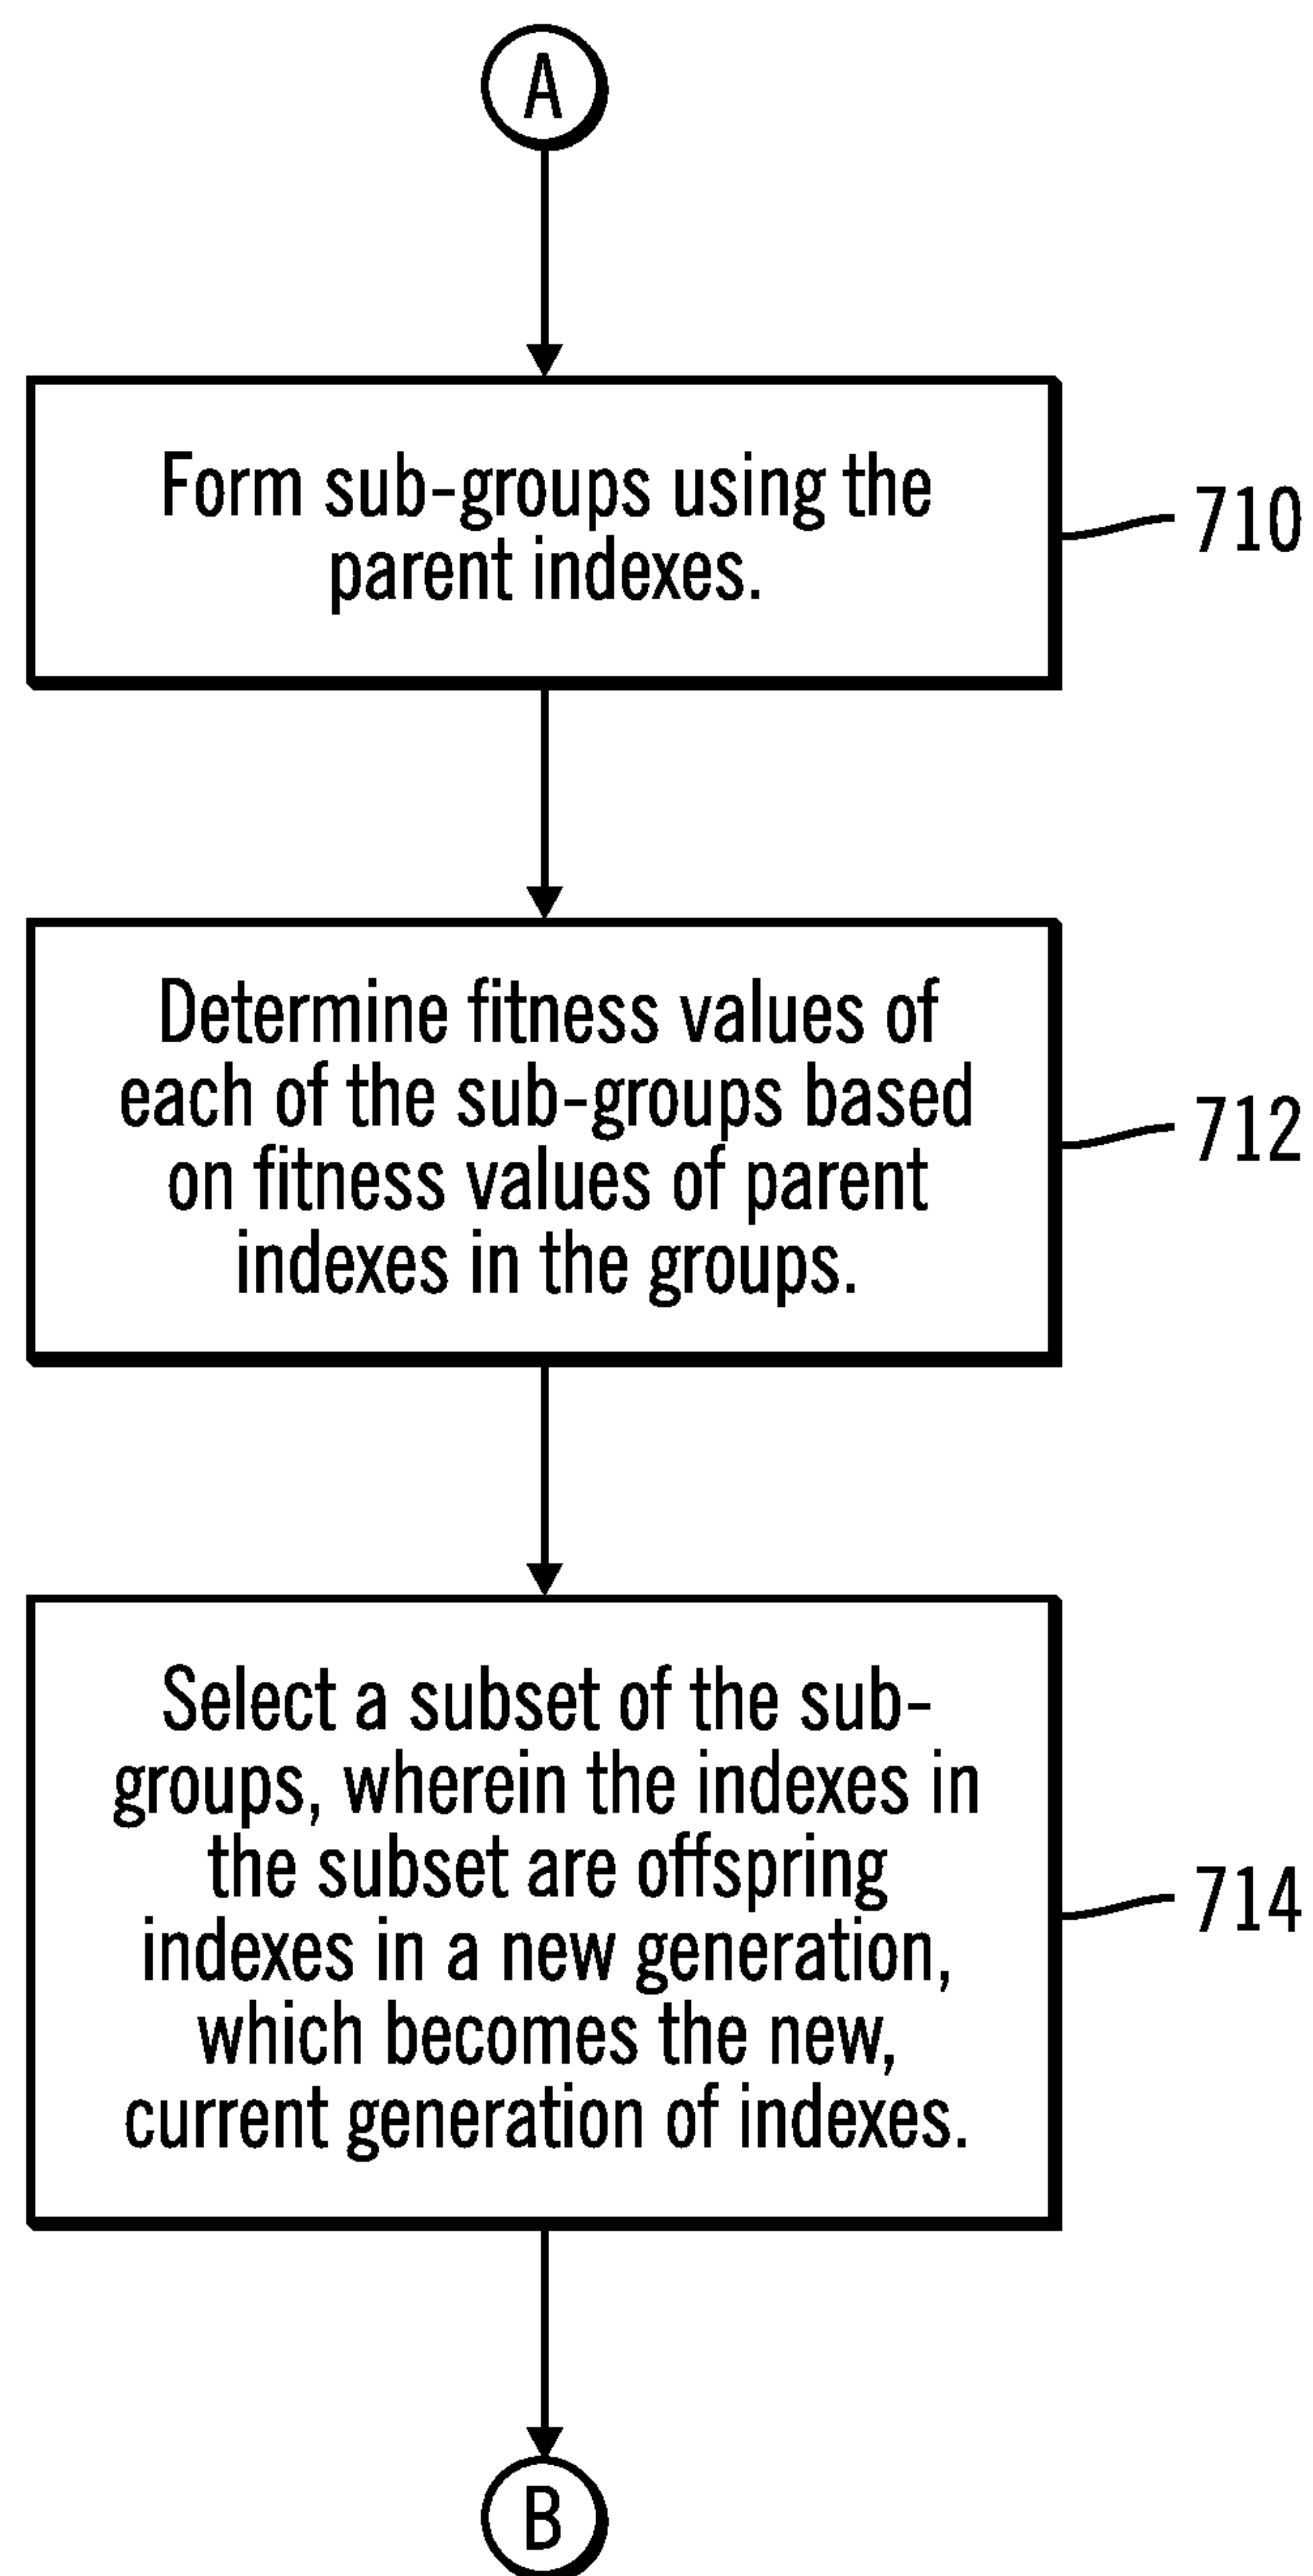 A
Form sub-groups using the
parent indexes.
710
Determine fitness values of
each of the sub-groups based
on fitness values of parent
indexes in the groups.
712
Select a subset of the sub-
groups, wherein the indexes in
the subset are offspring
indexes in a new generation,
which becomes the new,
current generation of indexes.
714
B